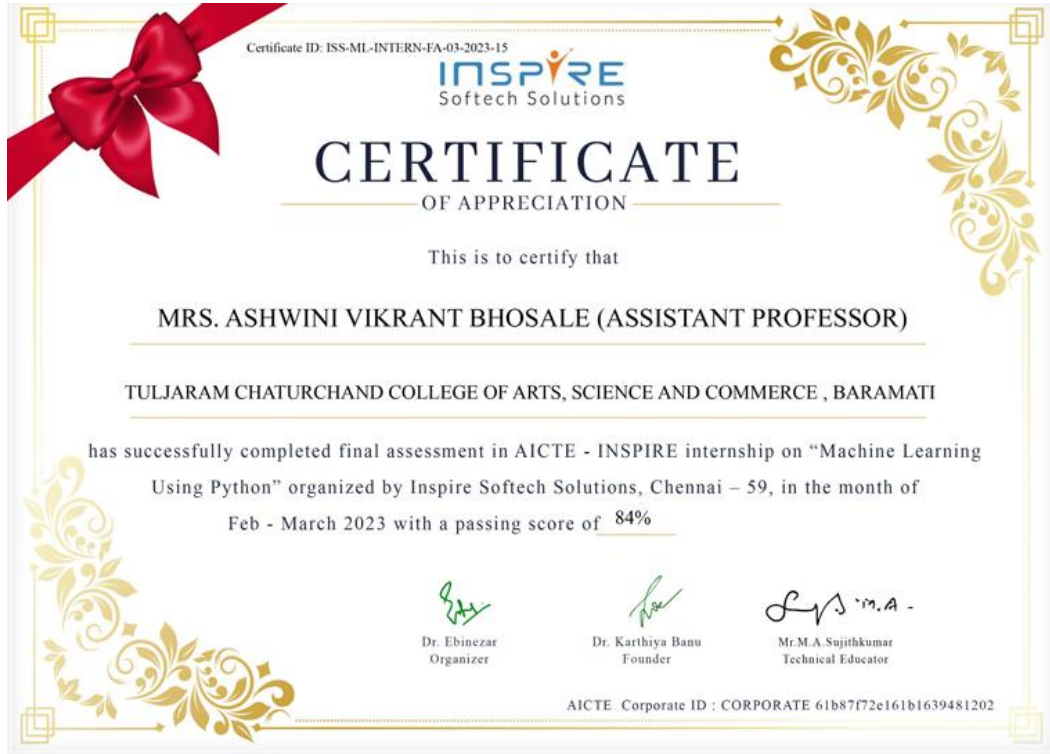 Certificate ID: ISS-ML-INTERN-FA-03-2023-15
INSPIRE
Softech Solutions
CERTIFICATE
OF APPRECIATION
This is to certify that
MRS. ASHWINI VIKRANT BHOSALE (ASSISTANT PROFESSOR)
TULJARAM CHATURCHAND COLLEGE OF ARTS, SCIENCE AND COMMERCE , BARAMATI
has successfully completed final assessment in AICTE - INSPIRE internship on “Machine Learning
Using Python” organized by Inspire Softech Solutions, Chennai – 59, in the month of
Feb - March 2023 with a passing score of 84%
M.A.
Dr. Ebinezar Dr. Karthiya Banu Mr.M.A.Sujithkumar
Organizer Founder Technical Educator
AICTE Corporate ID : CORPORATE 61b87f72e161b1639481202